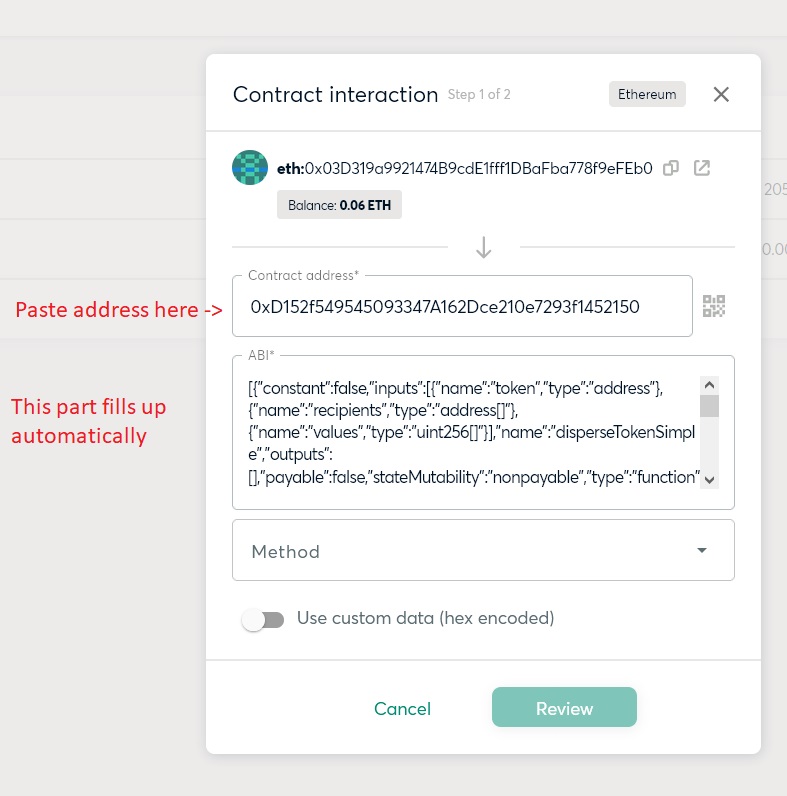 Contract interaction Step 1 of 2 Ethereum
eth:0x03D319a9921474B9cdE1fff1DBaFba778f9eFEb0
Balance: 0.06 ETH
205
0.00
Contract address*
Paste address here -> 0xD152f549545093347A162Dce210e7293f1452150
ABI*
[{"constant":false,"inputs":[{"name":"token","type":"address"},
{"name":"recipients","type":"address[]"},
{"name":"values","type":"uint256[]"}],"name":"disperseTokenSimpl
e","outputs":
[],"payable":false,"stateMutability":"nonpayable","type":"function"
This part fills up
automatically
Method
Use custom data (hex encoded)
Cancel Review